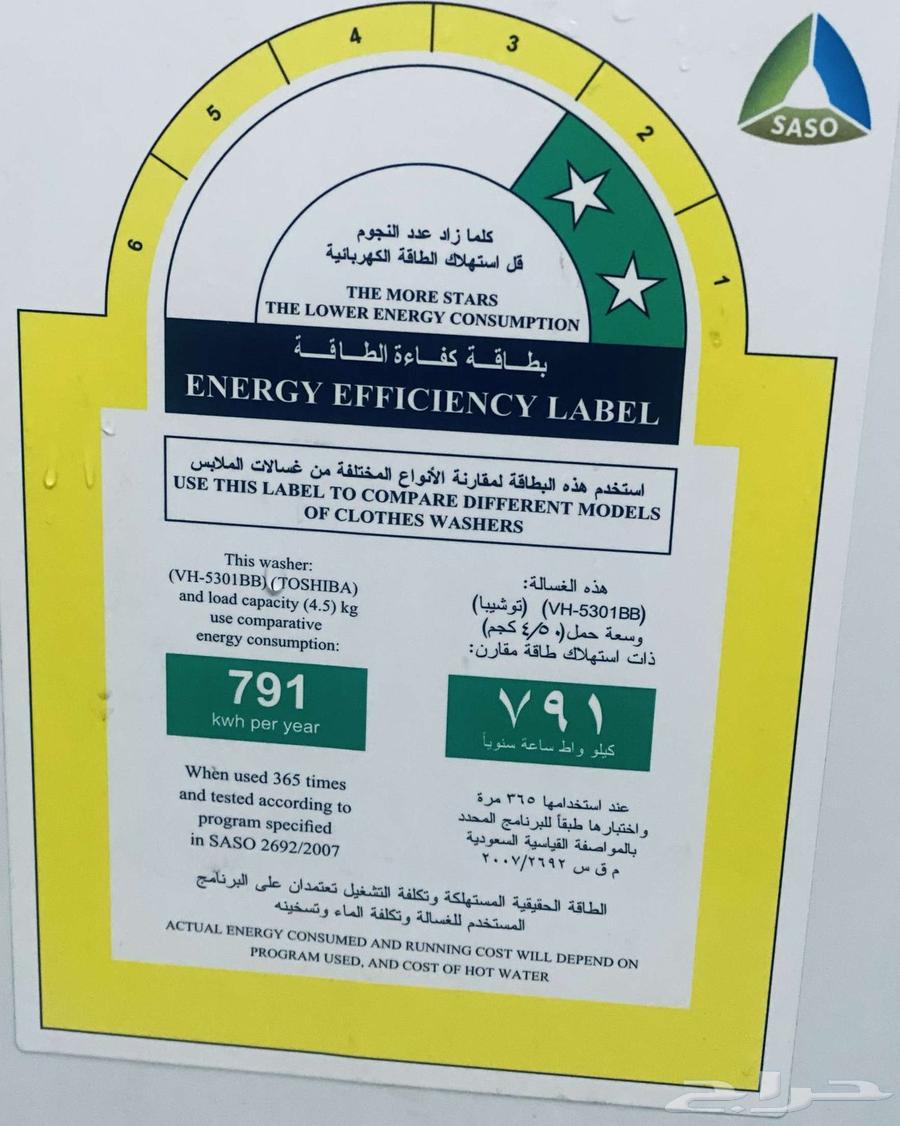 6
5
4
3
2
1
SASO
كلما زاد عدد النجوم
قل استهلاك الطاقة الكهربائية
THE MORE STARS
THE LOWER ENERGY CONSUMPTION
بطاقة كفاءة الطاقة
ENERGY EFFICIENCY LABEL
استخدم هذه البطاقة لمقارنة الأنواع المختلفة من غسالات الملابس
USE THIS LABEL TO COMPARE DIFFERENT MODELS
OF CLOTHES WASHERS
This washer:
(VH-5301BB) (TOSHIBA)
and load capacity (4.5) kg
use comparative
energy consumption:
791
kwh per year
When used 365 times
and tested according to
program specified
in SASO 2692/2007
هذه الغسالة:
(VH-5301BB) (توشيبا)
وسعة حمل (٤/٥٠ كجم)
ذات استهلاك طاقة مقارن:
٧٩١
كيلو واط ساعة سنوياً
عند استخدامها ٣٦٥ مرة
واختبارها طبقاً للبرنامج المحدد
بالمواصفة القياسية السعودية
م ق س ٢٠٠٧/٢٦٩٢
الطاقة الحقيقية المستهلكة وتكلفة التشغيل تعتمدان على البرنامج
المستخدم للغسالة وتكلفة الماء وتسخينه
ACTUAL ENERGY CONSUMED AND RUNNING COST WILL DEPEND ON
PROGRAM USED, AND COST OF HOT WATER
حراج